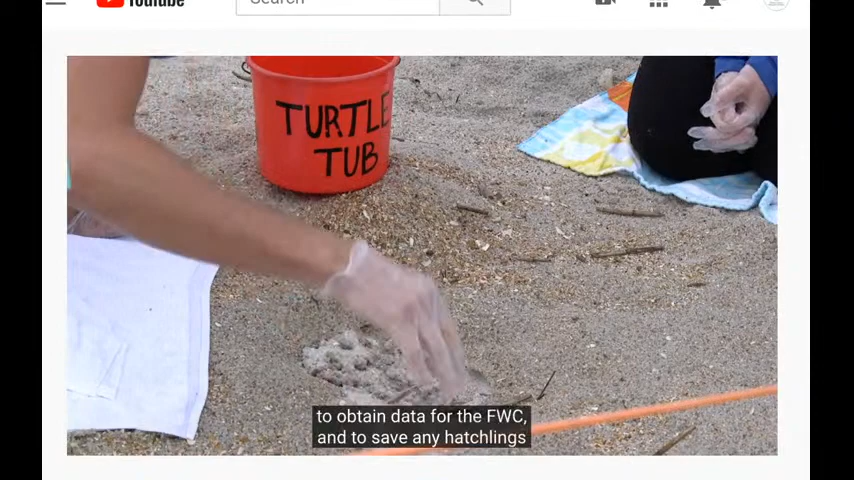 YouTube
Search
TURTLE
TUB
to obtain data for the FWC,
and to save any hatchlings